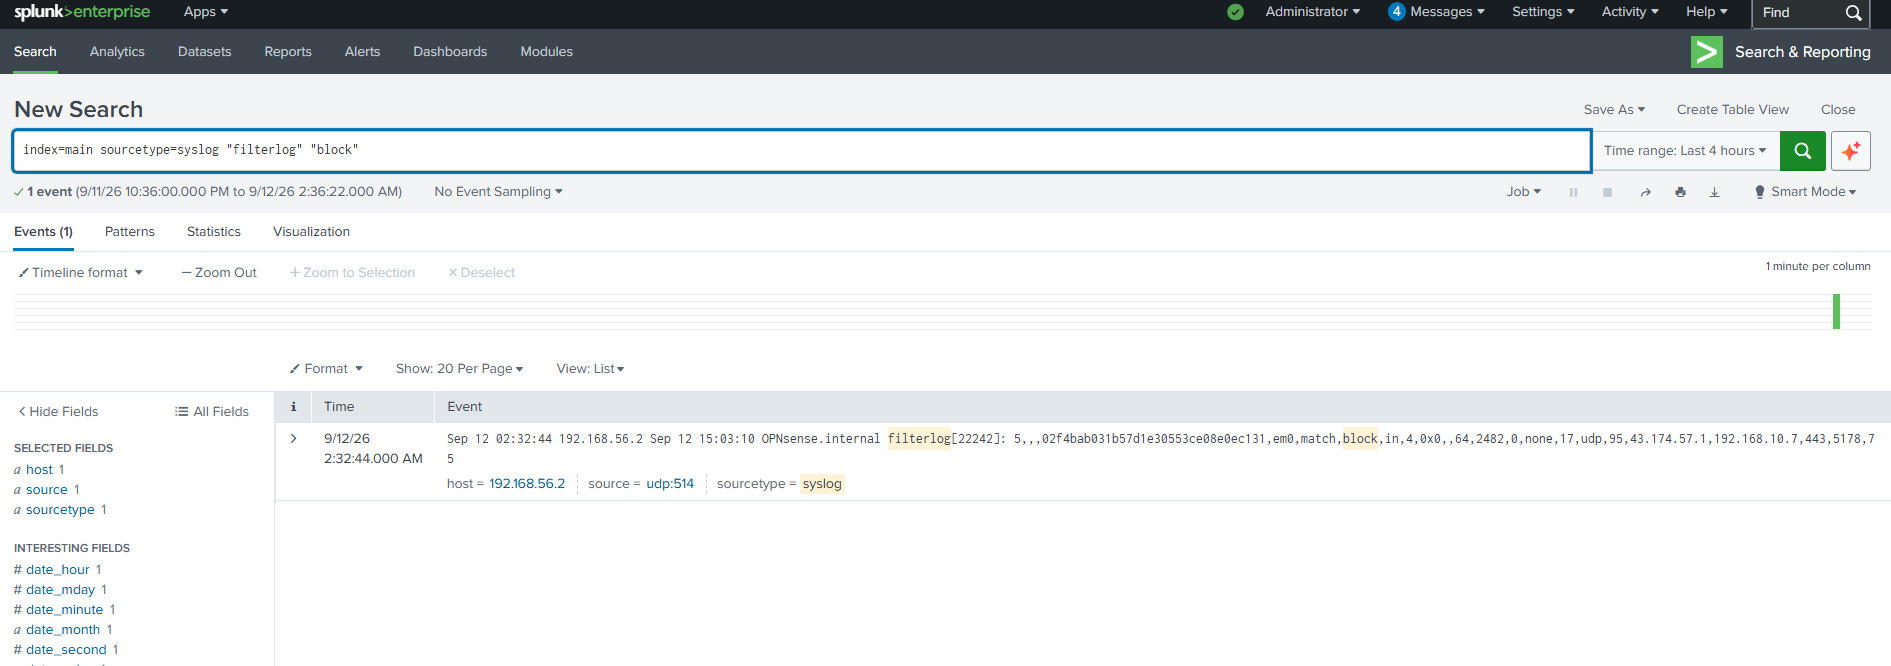 splunk>enterprise Apps Administrator 4 Messages Settings Activity Help Find
Search Analytics Datasets Reports Alerts Dashboards Modules Search & Reporting
New Search Save As Create Table View Close
index=main sourcetype=syslog "filterlog" "block" Time range: Last 4 hours
1 event (9/11/26 10:36:00.000 PM to 9/12/26 2:36:22.000 AM) No Event Sampling Job Smart Mode
Events (1) Patterns Statistics Visualization
Timeline format — Zoom Out + Zoom to Selection × Deselect 1 minute per column
Format Show: 20 Per Page View: List
< Hide Fields All Fields i Time Event
SELECTED FIELDS
a host 1
a source 1
a sourcetype 1
INTERESTING FIELDS
# date_hour 1
# date_mday 1
# date_minute 1
a date_month 1
# date_second 1
> 9/12/26
2:32:44.000 AM
Sep 12 02:32:44 192.168.56.2 Sep 12 15:03:10 OPNsense.internal filterlog[22242]: 5,,,02f4bab031b57d1e30553ce08e0ec131,em0,match,block,in,4,0x0,,64,2482,0,none,17,udp,95,43.174.57.1,192.168.10.7,443,5178,7
5
host = 192.168.56.2 source = udp:514 sourcetype = syslog